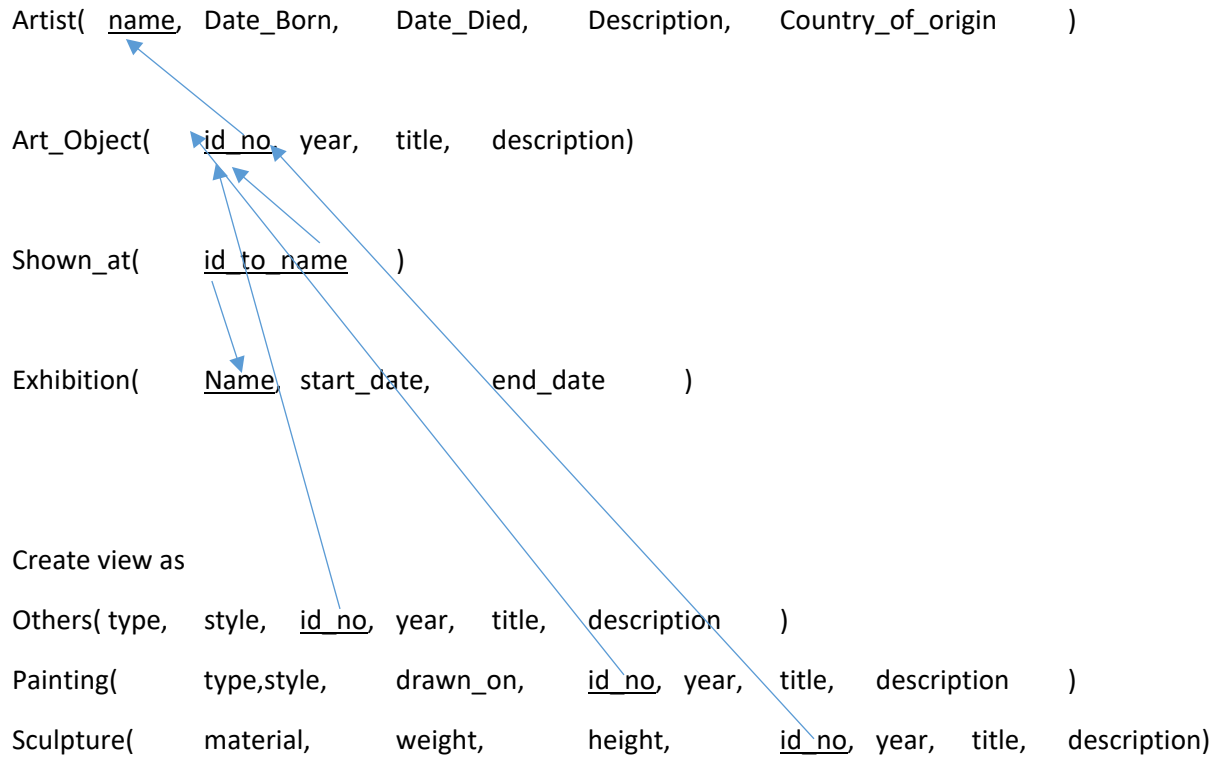 Artist( name, Date_Born, Date_Died, Description, Country_of_origin )
Art_Object( id_no, year, title, description)
Shown_at( id_to_name )
Exhibition( Name, start_date, end_date )
Create view as
Others( type, style, id_no, year, title, description )
Painting( type,style, drawn_on, id_no, year, title, description )
Sculpture( material, weight, height, id_no, year, title, description)